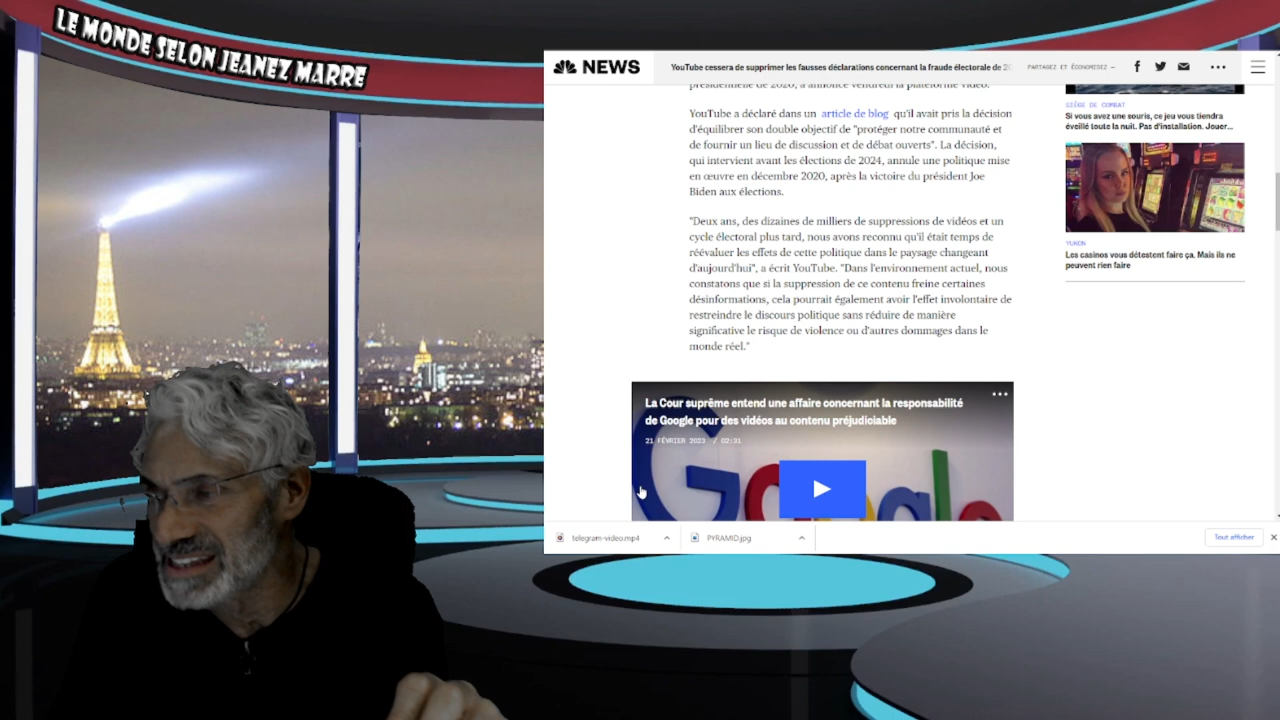 LE MONDE SELON JEANEZ MARRE
NEWS
YouTube cessera de supprimer les fausses déclarations concernant la fraude électorale de
PARTAGEZ ET ÉCONOMISEZ —
présidentielle de 2020, a annoncé vendredi la plateforme vidéo.
YouTube a déclaré dans un article de blog qu'il avait pris la décision
d'équilibrer son double objectif de "protéger notre communauté et
de fournir un lieu de discussion et de débat ouverts". La décision,
qui intervient avant les élections de 2024, annule une politique mise
en œuvre en décembre 2020, après la victoire du président Joe
Biden aux élections.
"Deux ans, des dizaines de milliers de suppressions de vidéos et un
cycle électoral plus tard, nous avons reconnu qu'il était temps de
réévaluer les effets de cette politique dans le paysage changeant
d'aujourd'hui", a écrit YouTube. "Dans l'environnement actuel, nous
constatons que si la suppression de ce contenu freine certaines
désinformations, cela pourrait également avoir l'effet involontaire de
restreindre le discours politique sans réduire de manière
significative le risque de violence ou d'autres dommages dans le
monde réel."
La Cour suprême entend une affaire concernant la responsabilité
de Google pour des vidéos au contenu préjudiciable
21 FÉVRIER 2023 / 02:31
Google
SIÈGE DE COMBAT
Si vous avez une souris, ce jeu vous tiendra
éveillé toute la nuit. Pas d'installation. Jouer...
YUKON
Les casinos vous détestent faire ça. Mais ils ne
peuvent rien faire
telegram-video.mp4
PYRAMID.jpg
Tout afficher